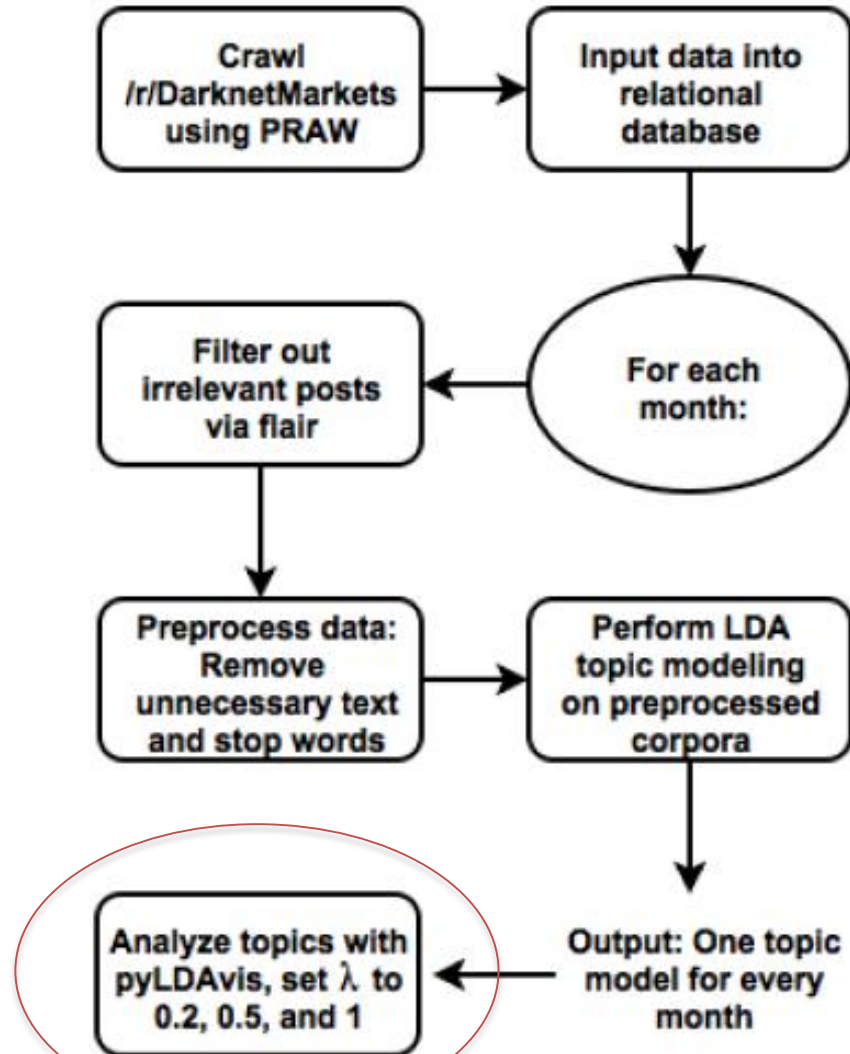 Crawl
/r/DarknetMarkets
using PRAW
Input data into
relational
database
For each
month:
Filter out
irrelevant posts
via flair
Preprocess data:
Remove
unnecessary text
and stop words
Perform LDA
topic modeling
on preprocessed
corpora
Output: One topic
model for every
month
Analyze topics with
pyLDAvis, set λ to
0.2, 0.5, and 1